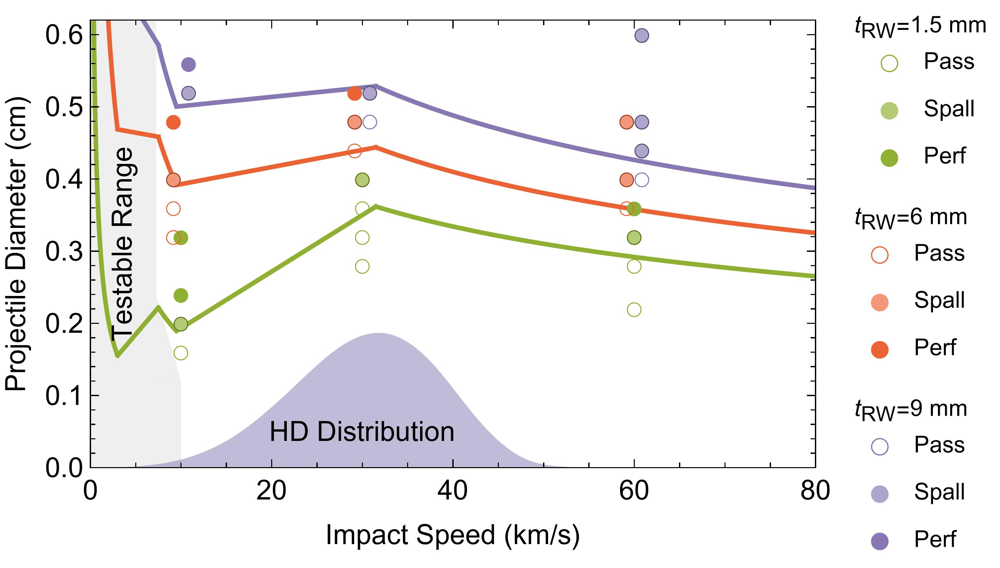 0.6
0.5
0.4
0.3
0.2
0.1
0.0
Projectile Diameter (cm)
Testable Range
HD Distribution
0 20 40 60 80
Impact Speed (km/s)
tRW=1.5 mm
Pass
Spall
Perf
tRW=6 mm
Pass
Spall
Perf
tRW=9 mm
Pass
Spall
Perf